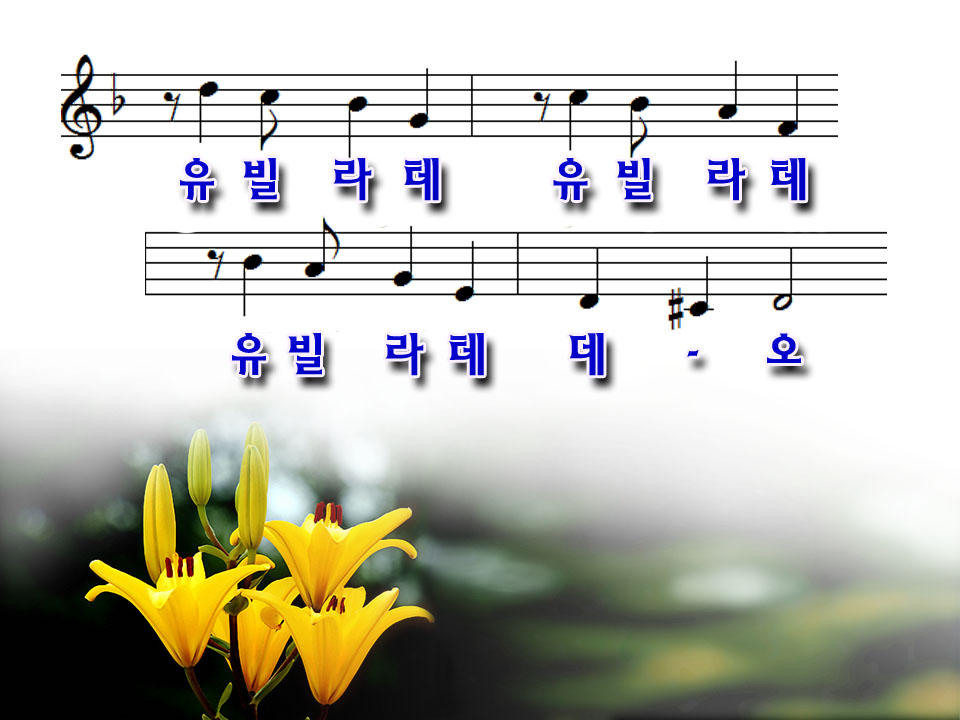 유 빌 라 테 유 빌 라 테
유 빌 라 테 데 - 오